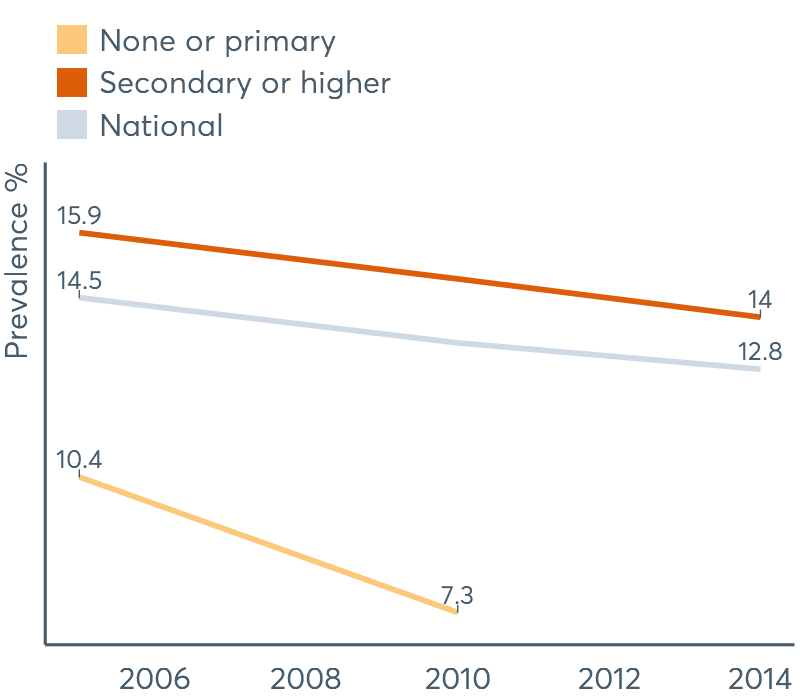 None or primary
Secondary or higher
National
Prevalence %
15.9
14.5
14
12.8
10.4
7.3
2006 2008 2010 2012 2014